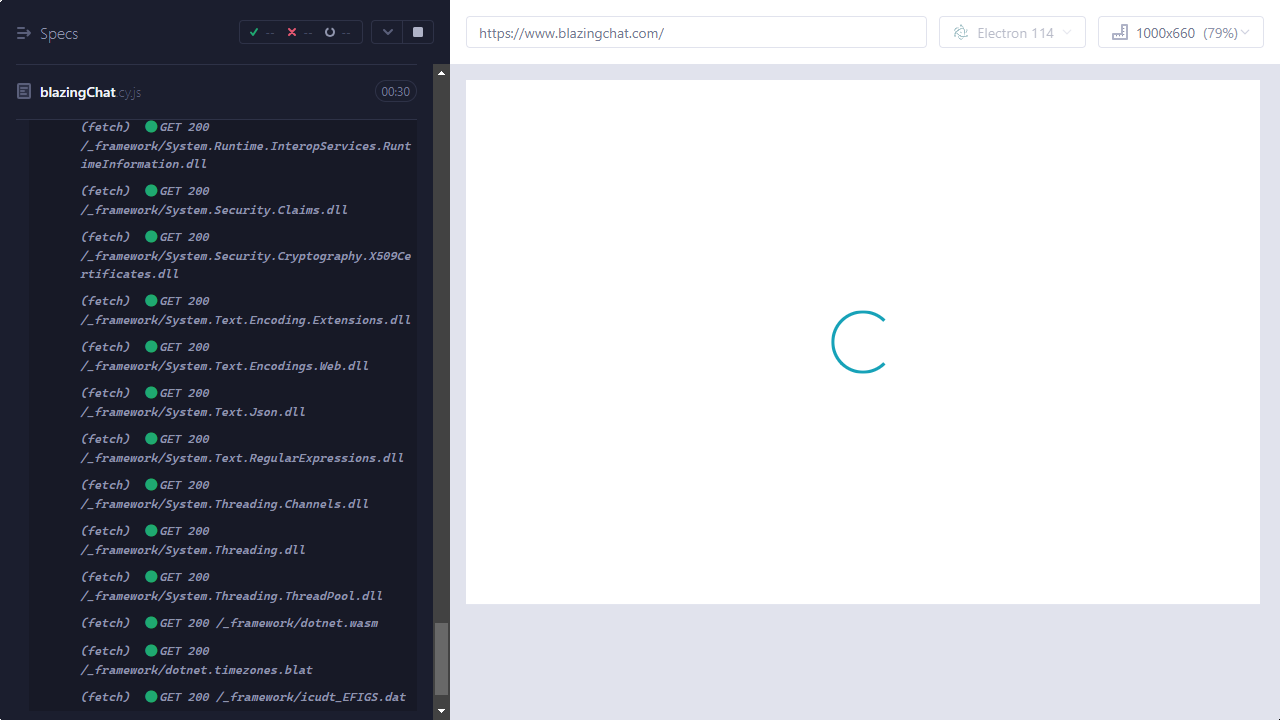 Specs
-- -- --
https://www.blazingchat.com/
Electron 114
1000x660 (79%)
blazingChat.cy.js
00:30
(fetch) GET 200
/_framework/System.Runtime.InteropServices.Runt
imeInformation.dll
(fetch) GET 200
/_framework/System.Security.Claims.dll
(fetch) GET 200
/_framework/System.Security.Cryptography.X509Ce
rtificates.dll
(fetch) GET 200
/_framework/System.Text.Encoding.Extensions.dll
(fetch) GET 200
/_framework/System.Text.Encodings.Web.dll
(fetch) GET 200
/_framework/System.Text.Json.dll
(fetch) GET 200
/_framework/System.Text.RegularExpressions.dll
(fetch) GET 200
/_framework/System.Threading.Channels.dll
(fetch) GET 200
/_framework/System.Threading.dll
(fetch) GET 200
/_framework/System.Threading.ThreadPool.dll
(fetch) GET 200 /_framework/dotnet.wasm
(fetch) GET 200
/_framework/dotnet.timezones.blat
(fetch) GET 200 /_framework/icudt_EFIGS.dat